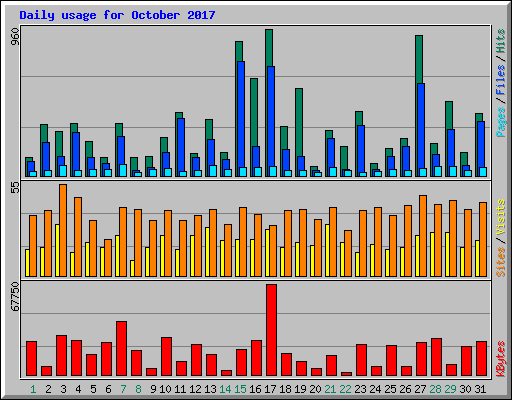 Daily usage for October 2017
960
Pages / Files / Hits
55
Sites / Visits
67750
KBytes
1 2 3 4 5 6 7 8 9 10 11 12 13 14 15 16 17 18 19 20 21 22 23 24 25 26 27 28 29 30 31